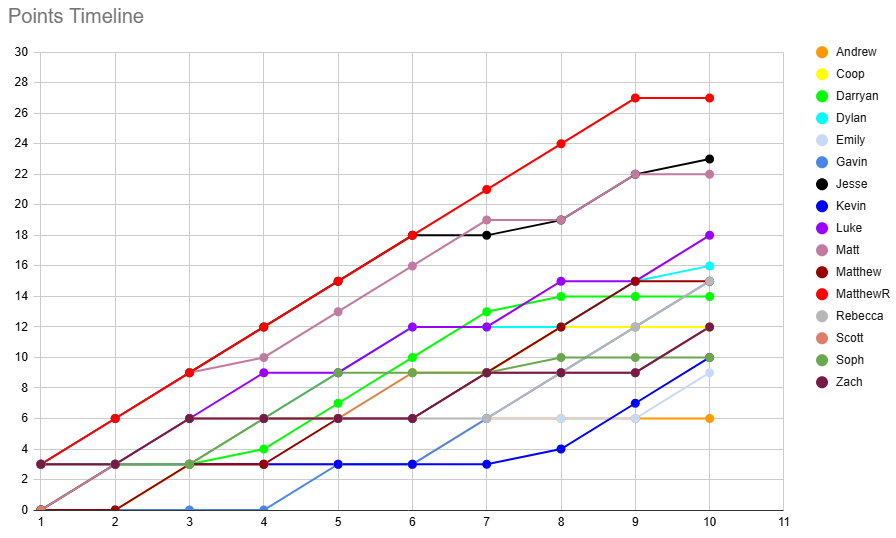 Points Timeline
30
28
26
24
22
20
18
16
14
12
10
8
6
4
2
0
1 2 3 4 5 6 7 8 9 10 11
Andrew
Coop
Darryan
Dylan
Emily
Gavin
Jesse
Kevin
Luke
Matt
Matthew
MatthewR
Rebecca
Scott
Soph
Zach